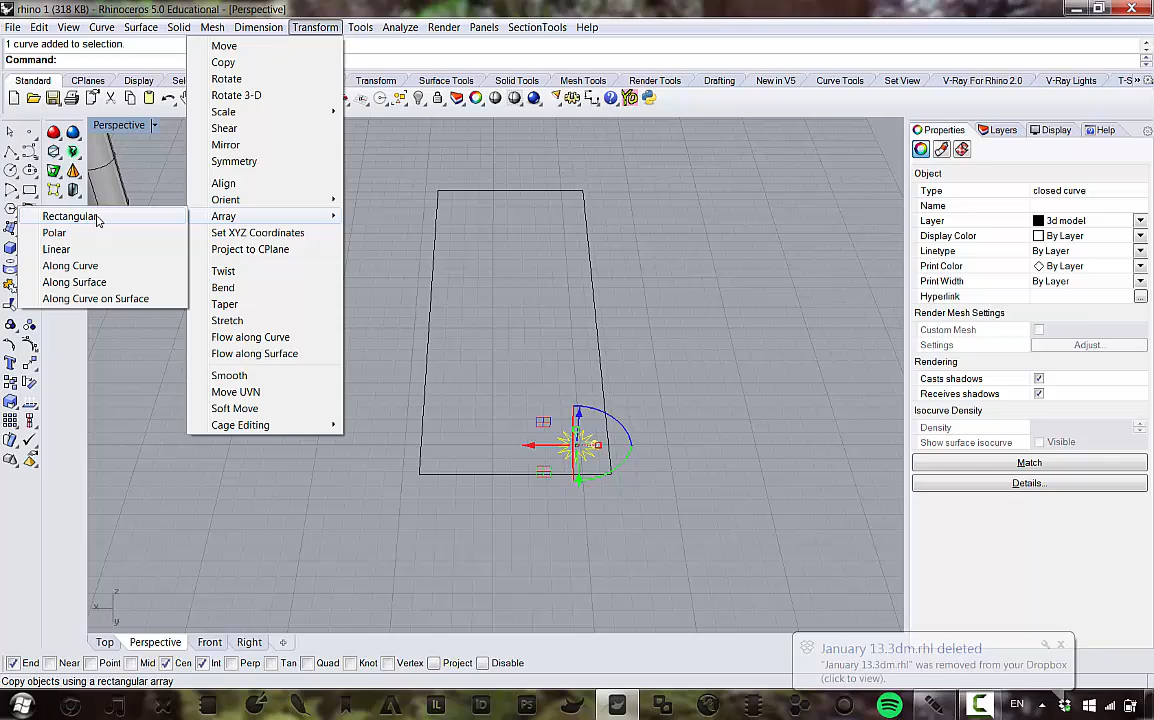 rhino 1 (318 KB) - Rhinoceros 5.0 Educational - [Perspective]
File Edit View Curve Surface Solid Mesh Dimension Transform Tools Analyze Render Panels SectionTools Help
1 curve added to selection.
Command:
Standard CPlanes Display Transform Surface Tools Solid Tools Mesh Tools Render Tools Drafting New in V5 Curve Tools Set View V-Ray For Rhino 2.0 V-Ray Lights
Perspective
Move
Copy
Rotate
Rotate 3-D
Scale
Shear
Mirror
Symmetry
Align
Orient
Array
Set XYZ Coordinates
Project to CPlane
Twist
Bend
Taper
Stretch
Flow along Curve
Flow along Surface
Smooth
Move UVN
Soft Move
Cage Editing
Rectangular
Polar
Linear
Along Curve
Along Surface
Along Curve on Surface
Properties Layers Display Help
Object
Type closed curve
Name
Layer 3d model
Display Color By Layer
Linetype By Layer
Print Color By Layer
Print Width By Layer
Hyperlink ...
Render Mesh Settings
Custom Mesh
Settings Adjust...
Rendering
Casts shadows
Receives shadows
Isocurve Density
Density
Show surface isocurve Visible
Match
Details...
z
x
y
Top Perspective Front Right
End Near Point Mid Cen Int Perp Tan Quad Knot Vertex Project Disable
Copy objects using a rectangular array
January 13.3dm.rhl deleted
"January 13.3dm.rhl" was removed from your Dropbox
(click to view).
IL ID PS EN